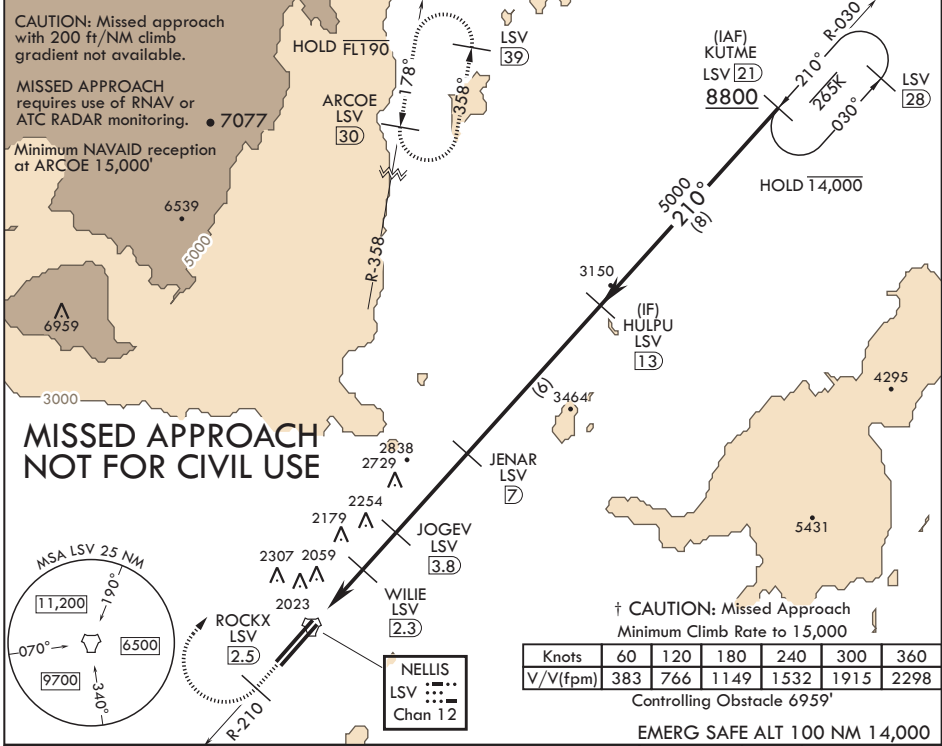 CAUTION: Missed approach
with 200 ft/NM climb
gradient not available.
MISSED APPROACH
requires use of RNAV or
ATC RADAR monitoring.
7077
Minimum NAVAID reception
at ARCOE 15,000'
HOLD FL190
178°
358°
LSV
39
ARCOE
LSV
30
R-358
(IAF)
KUTME
LSV 21
8800
R-030
210°
265K
030°
LSV
28
HOLD 14,000
5000
210°
(8)
6539
5000
6959
3000
3150
(IF)
HULPU
LSV
13
(6)
3464
4295
5431
MISSED APPROACH
NOT FOR CIVIL USE
2838
2729
2254
2179
2307
2059
2023
JENAR
LSV
7
JOGEV
LSV
3.8
WILIE
LSV
2.3
ROCKX
LSV
2.5
R-210
MSA LSV 25 NM
11,200
190°
070°
6500
9700
340°
NELLIS
LSV
Chan 12
† CAUTION: Missed Approach
Minimum Climb Rate to 15,000
Knots 60 120 180 240 300 360
V/V(fpm) 383 766 1149 1532 1915 2298
Controlling Obstacle 6959'
EMERG SAFE ALT 100 NM 14,000